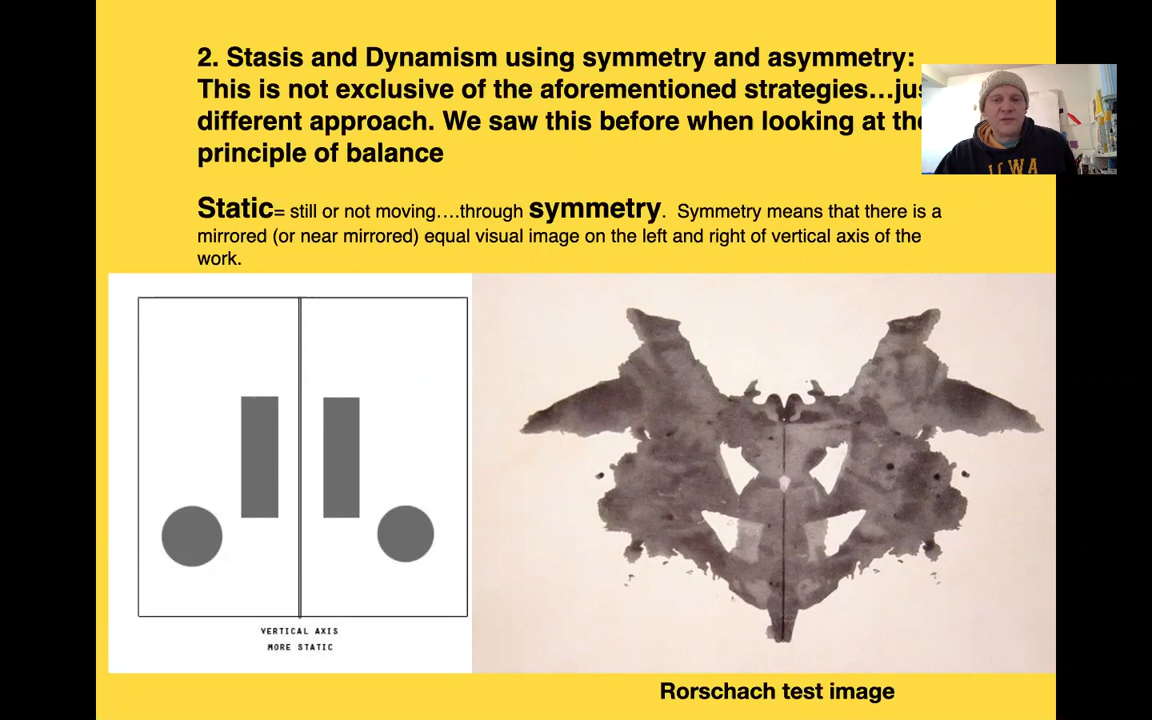 2. Stasis and Dynamism using symmetry and asymmetry:
This is not exclusive of the aforementioned strategies…
different approach. We saw this before when looking at
principle of balance
Static= still or not moving….through symmetry. Symmetry means that there is a
mirrored (or near mirrored) equal visual image on the left and right of vertical axis of the
work.
VERTICAL AXIS
MORE STATIC
Rorschach test image